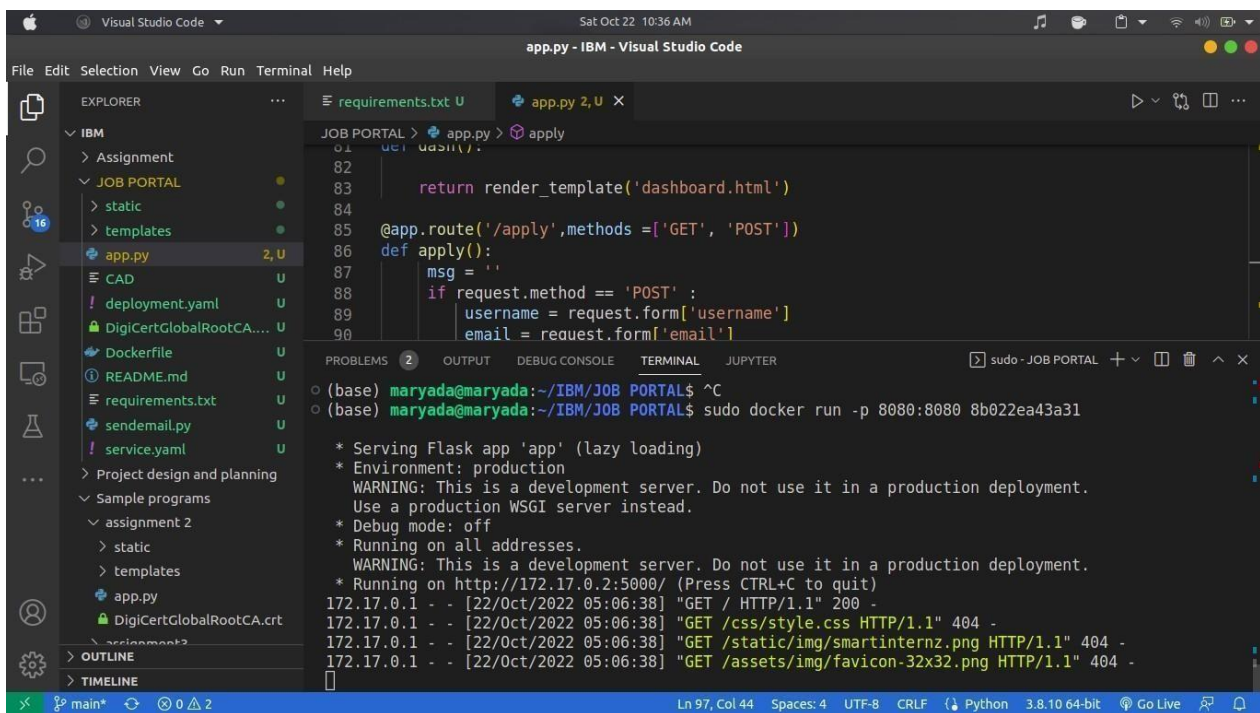 Visual Studio Code
Sat Oct 22 10:36 AM
app.py - IBM - Visual Studio Code
File Edit Selection View Go Run Terminal Help
EXPLORER
IBM
> Assignment
JOB PORTAL
> static
> templates
app.py 2, U
CAD U
! deployment.yaml U
DigiCertGlobalRootCA.... U
Dockerfile U
README.md U
requirements.txt U
sendemail.py U
! service.yaml U
> Project design and planning
Sample programs
assignment 2
> static
> templates
app.py
DigiCertGlobalRootCA.crt
> assignment3
> OUTLINE
> TIMELINE
16
requirements.txt U app.py 2, U ×
JOB PORTAL > app.py > apply
81 def dash():
82
83 return render_template('dashboard.html')
84
85 @app.route('/apply',methods =['GET', 'POST'])
86 def apply():
87 msg = ''
88 if request.method == 'POST' :
89 username = request.form['username']
90 email = request.form['email']
PROBLEMS 2 OUTPUT DEBUG CONSOLE TERMINAL JUPYTER sudo - JOB PORTAL
(base) maryada@maryada:~/IBM/JOB PORTAL$ ^C
(base) maryada@maryada:~/IBM/JOB PORTAL$ sudo docker run -p 8080:8080 8b022ea43a31
* Serving Flask app 'app' (lazy loading)
* Environment: production
WARNING: This is a development server. Do not use it in a production deployment.
Use a production WSGI server instead.
* Debug mode: off
* Running on all addresses.
WARNING: This is a development server. Do not use it in a production deployment.
* Running on http://172.17.0.2:5000/ (Press CTRL+C to quit)
172.17.0.1 - - [22/Oct/2022 05:06:38] "GET / HTTP/1.1" 200 -
172.17.0.1 - - [22/Oct/2022 05:06:38] "GET /css/style.css HTTP/1.1" 404 -
172.17.0.1 - - [22/Oct/2022 05:06:38] "GET /static/img/smartinternz.png HTTP/1.1" 404 -
172.17.0.1 - - [22/Oct/2022 05:06:38] "GET /assets/img/favicon-32x32.png HTTP/1.1" 404 -
main* 0 2 Ln 97, Col 44 Spaces: 4 UTF-8 CRLF Python 3.8.10 64-bit Go Live